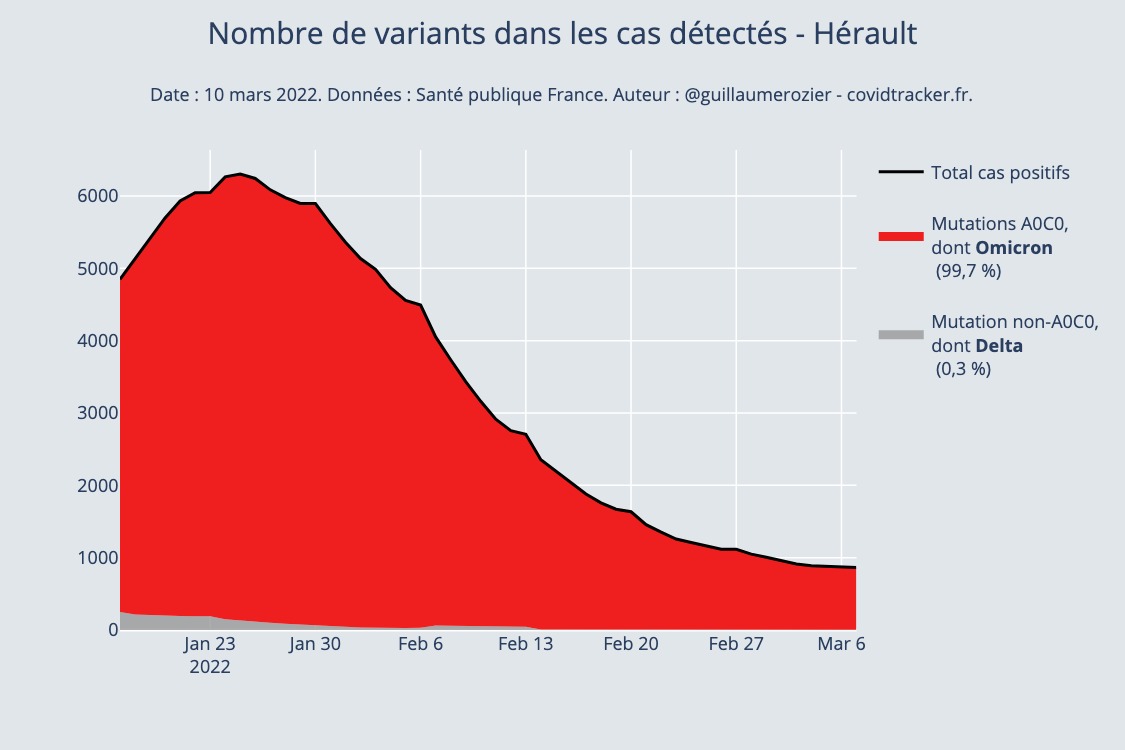 Nombre de variants dans les cas détectés - Hérault
Date : 10 mars 2022. Données : Santé publique France. Auteur : @guillaumerozier - covidtracker.fr.
6000
5000
4000
3000
2000
1000
0
Jan 23
2022
Jan 30
Feb 6
Feb 13
Feb 20
Feb 27
Mar 6
Total cas positifs
Mutations A0C0,
dont Omicron
(99,7 %)
Mutation non-A0C0,
dont Delta
(0,3 %)